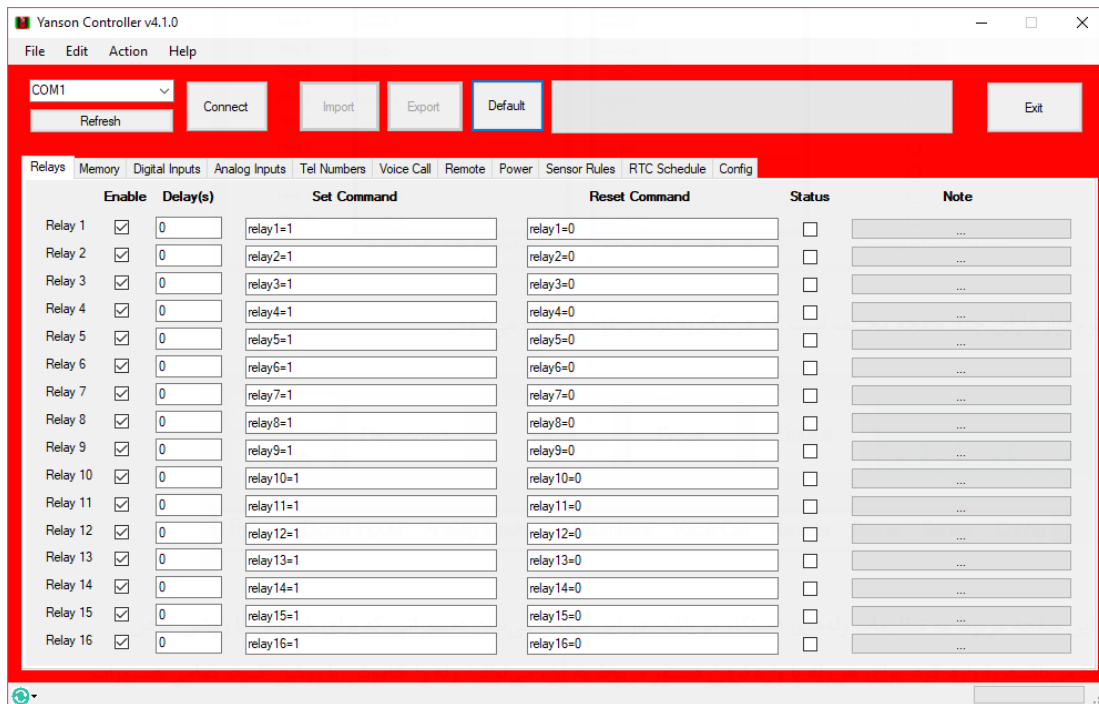 Yanson Controller v4.1.0
File Edit Action Help
COM1
Refresh
Connect Import Export Default Exit
Relays Memory Digital Inputs Analog Inputs Tel Numbers Voice Call Remote Power Sensor Rules RTC Schedule Config
Enable Delay(s) Set Command Reset Command Status Note
Relay 1 0 relay1=1 relay1=0 ...
Relay 2 0 relay2=1 relay2=0 ...
Relay 3 0 relay3=1 relay3=0 ...
Relay 4 0 relay4=1 relay4=0 ...
Relay 5 0 relay5=1 relay5=0 ...
Relay 6 0 relay6=1 relay6=0 ...
Relay 7 0 relay7=1 relay7=0 ...
Relay 8 0 relay8=1 relay8=0 ...
Relay 9 0 relay9=1 relay9=0 ...
Relay 10 0 relay10=1 relay10=0 ...
Relay 11 0 relay11=1 relay11=0 ...
Relay 12 0 relay12=1 relay12=0 ...
Relay 13 0 relay13=1 relay13=0 ...
Relay 14 0 relay14=1 relay14=0 ...
Relay 15 0 relay15=1 relay15=0 ...
Relay 16 0 relay16=1 relay16=0 ...